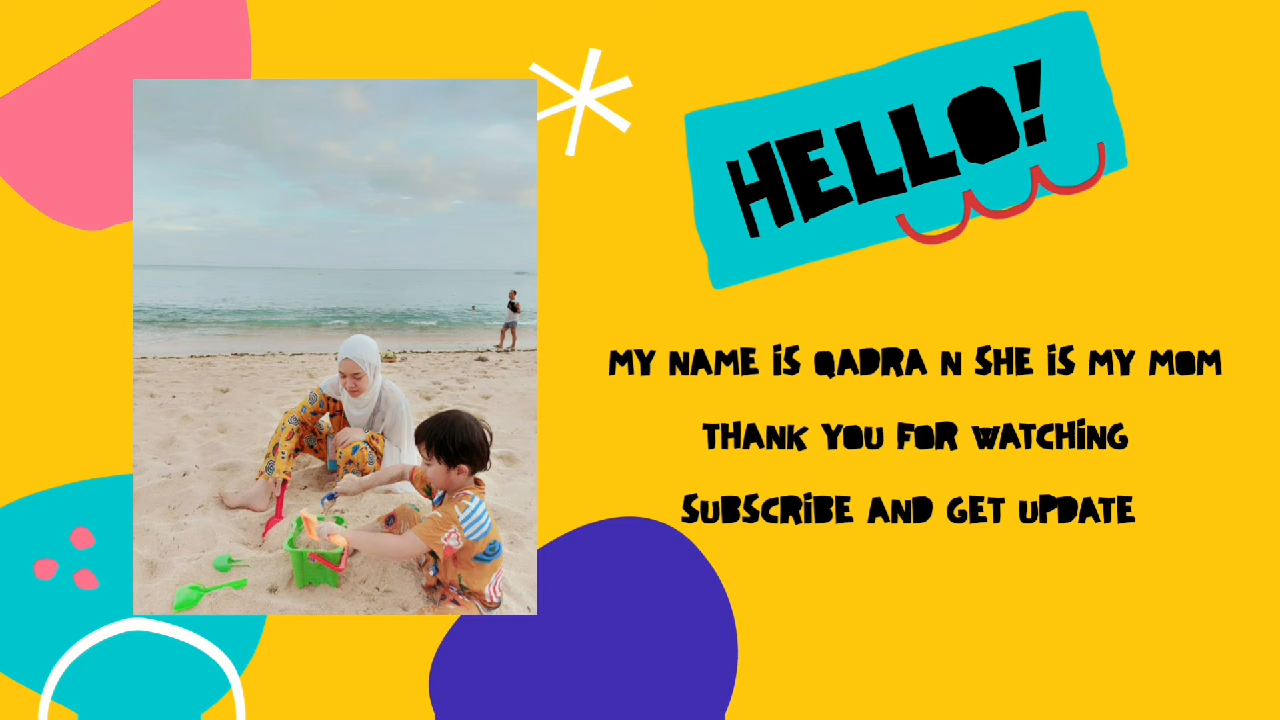 HELLO!
MY NAME IS QADRA N SHE IS MY MOM
THANK YOU FOR WATCHING
SUBSCRIBE AND GET UPDATE